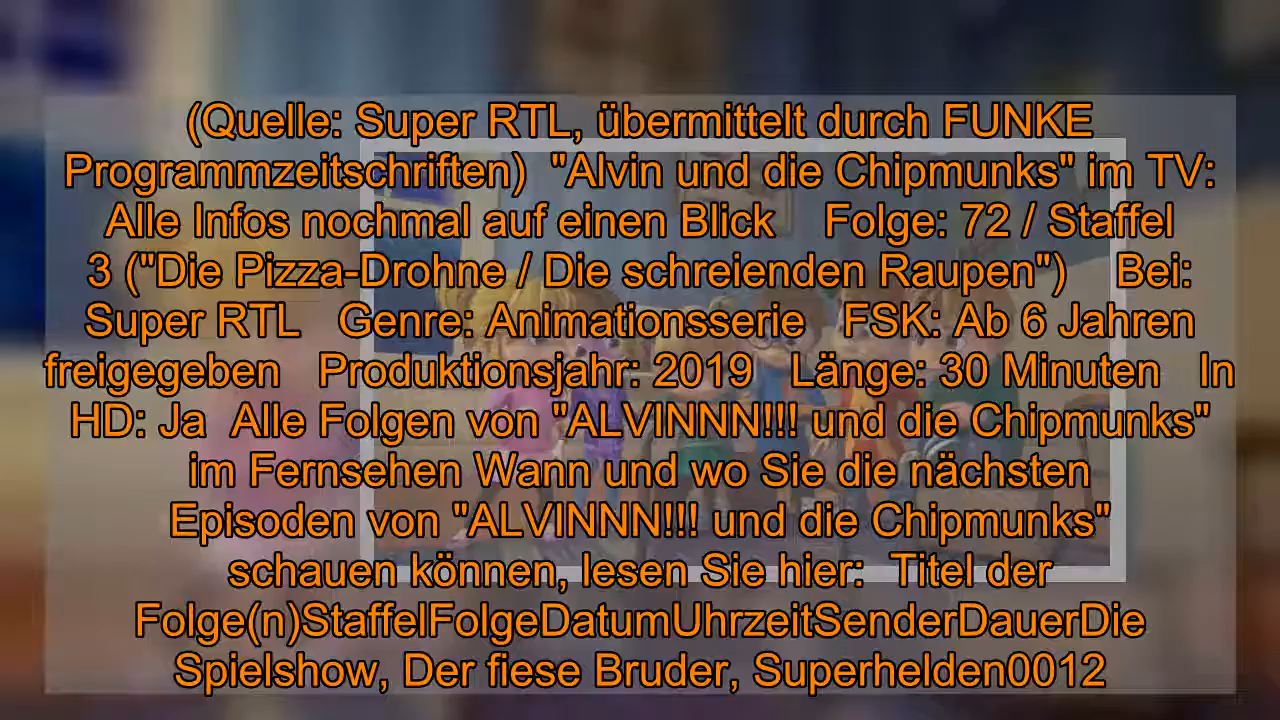 (Quelle: Super RTL, übermittelt durch FUNKE
Programmzeitschriften)  "Alvin und die Chipmunks" im TV:
Alle Infos nochmal auf einen Blick    Folge: 72 / Staffel
3 ("Die Pizza-Drohne / Die schreienden Raupen")    Bei:
Super RTL   Genre: Animationsserie   FSK: Ab 6 Jahren
freigegeben   Produktionsjahr: 2019   Länge: 30 Minuten   In
HD: Ja  Alle Folgen von "ALVINNN!!! und die Chipmunks"
im Fernsehen Wann und wo Sie die nächsten
Episoden von "ALVINNN!!! und die Chipmunks"
schauen können, lesen Sie hier:  Titel der
Folge(n)StaffelFolgeDatumUhrzeitSenderDauerDie
Spielshow, Der fiese Bruder, Superhelden0012